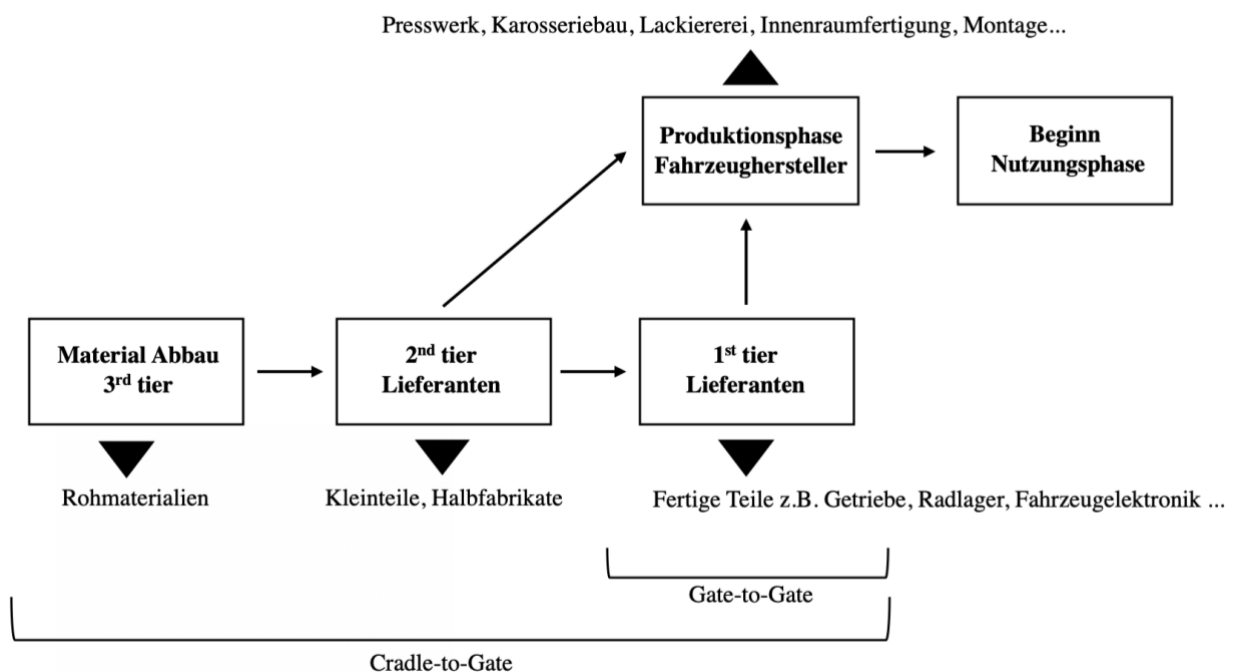 Presswerk, Karosseriebau, Lackiererei, Innenraumfertigung, Montage...
Produktionsphase
Fahrzeughersteller
Beginn
Nutzungsphase
Material Abbau
3rd tier
2nd tier
Lieferanten
1st tier
Lieferanten
Rohmaterialien
Kleinteile, Halbfabrikate
Fertige Teile z.B. Getriebe, Radlager, Fahrzeugelektronik ...
Gate-to-Gate
Cradle-to-Gate